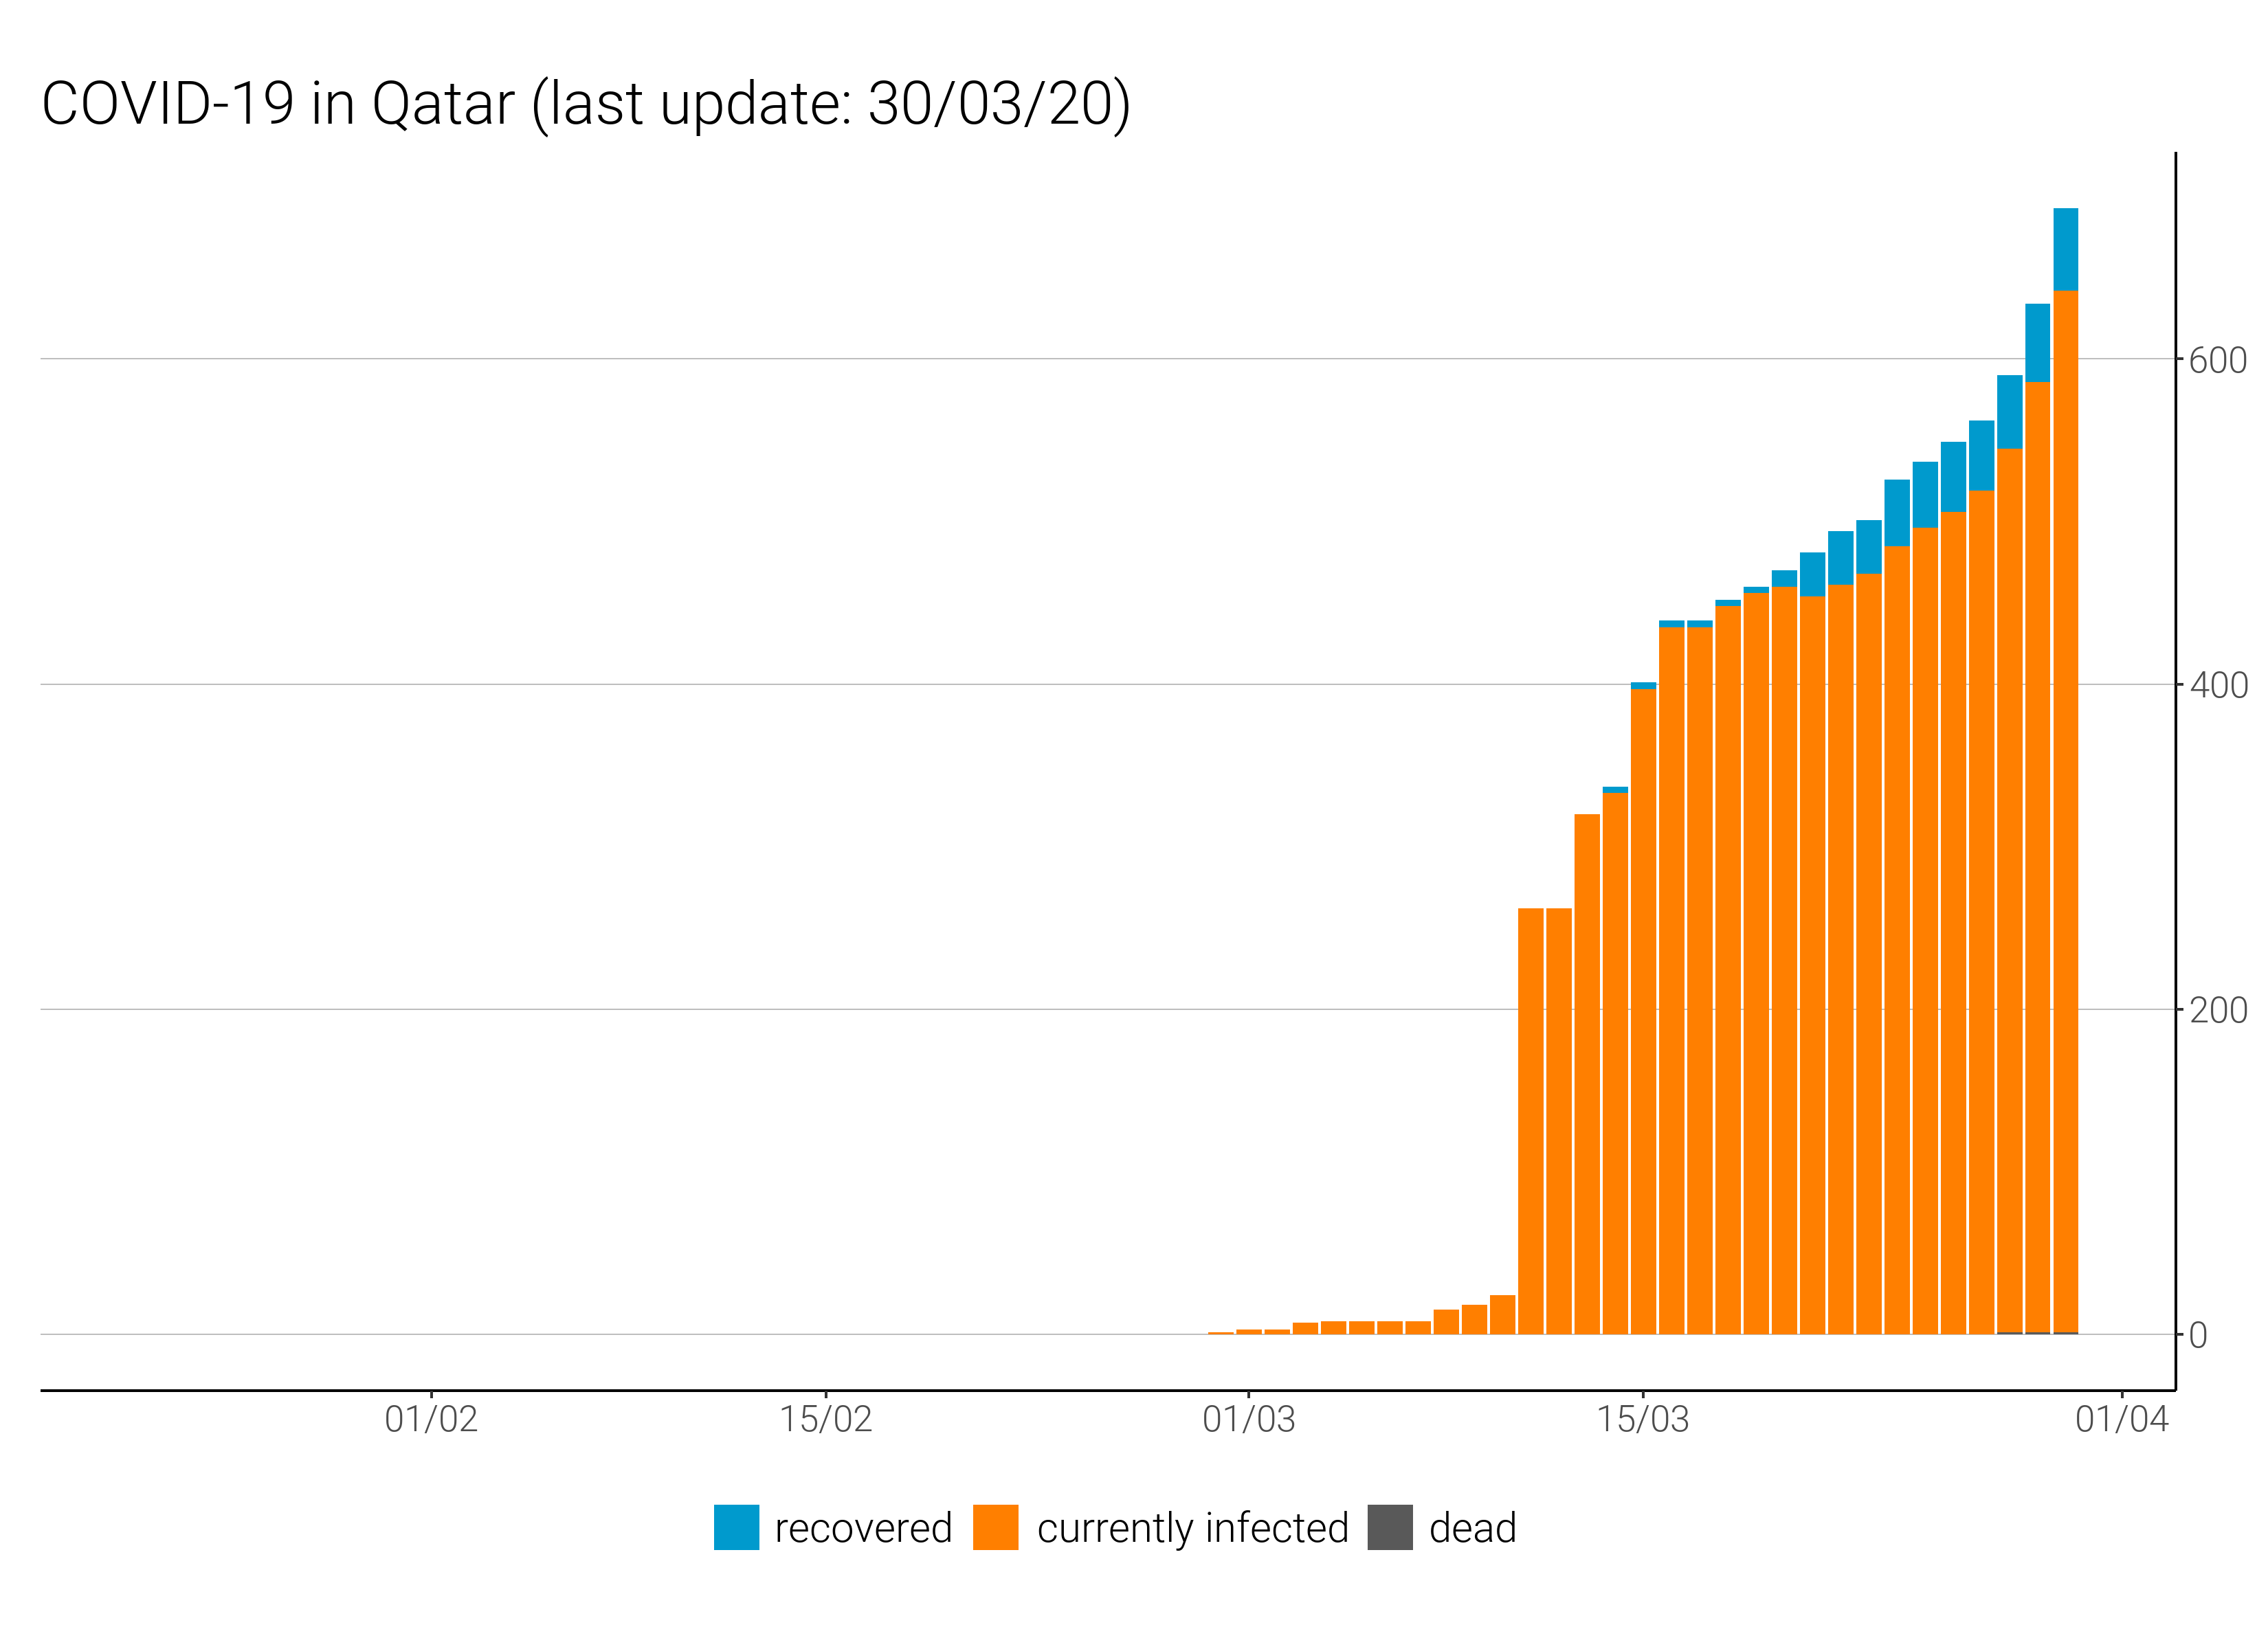 COVID-19 in Qatar (last update: 30/03/20)
600
400
200
0
01/02 15/02 01/03 15/03 01/04
recovered currently infected dead